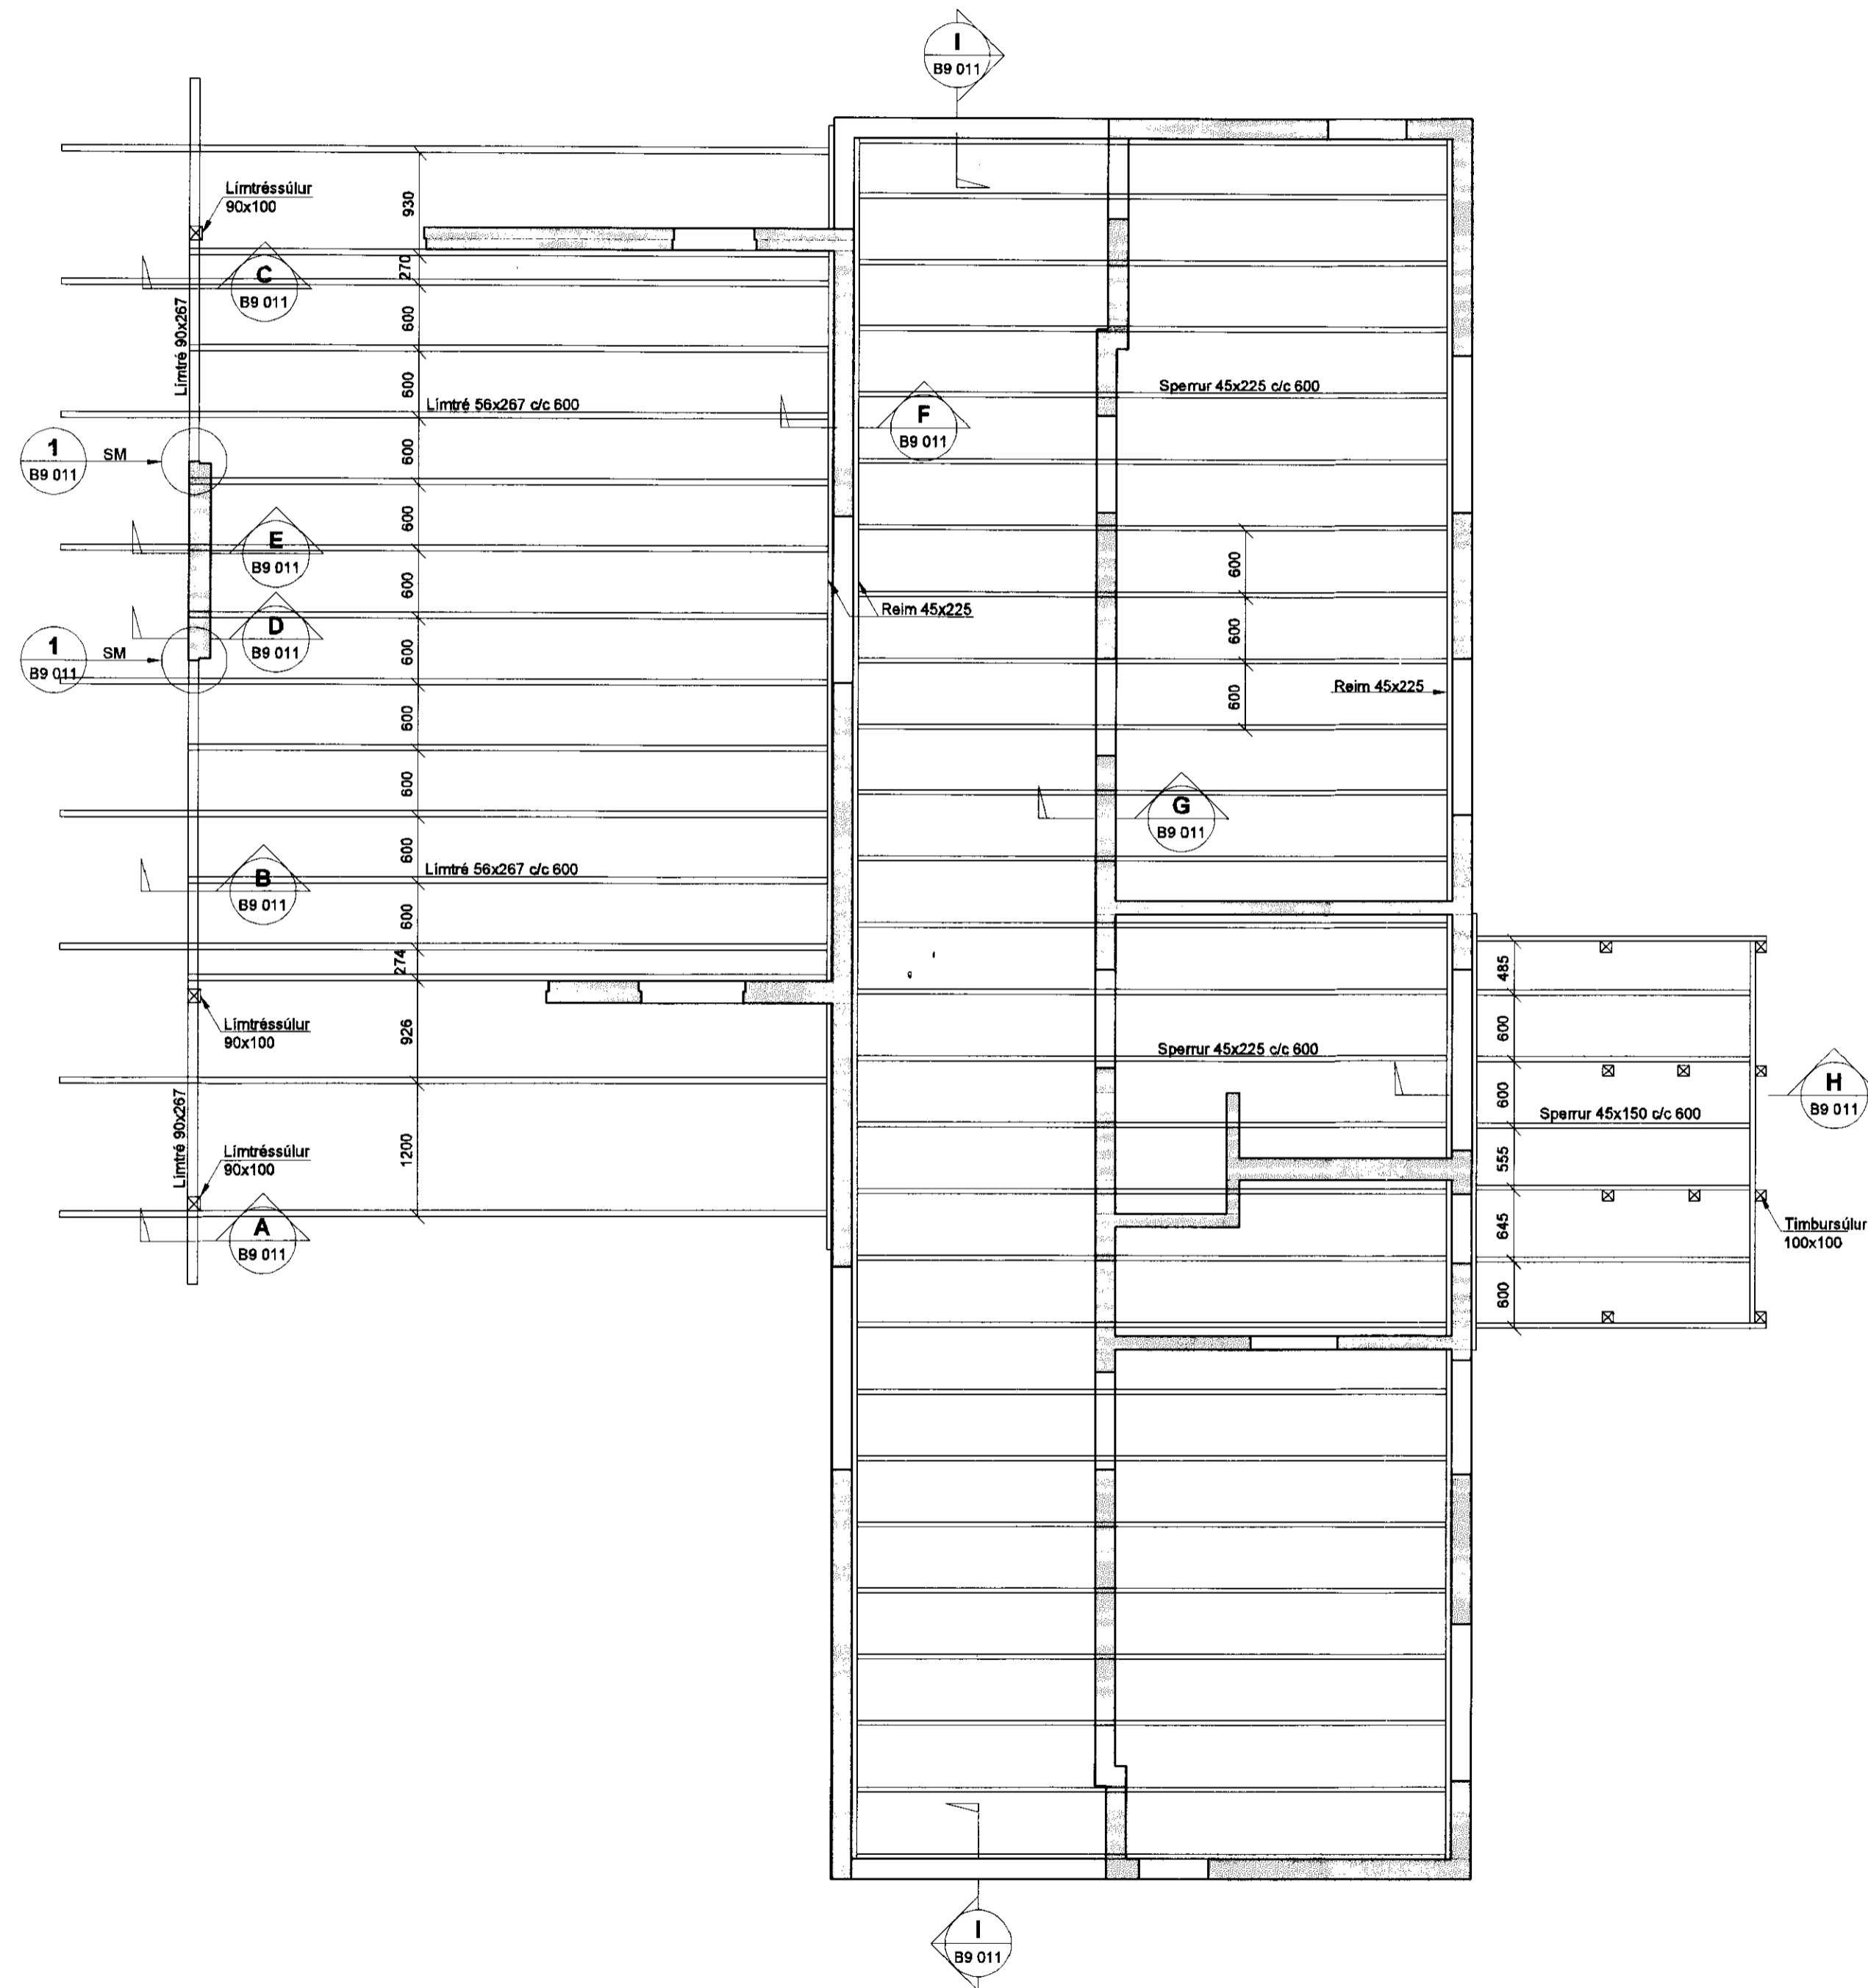 I
B9 011
Límtréssúlur
90x100
930
270
C
B9 011
Límtré 90x267
600
600
Límtré 56x267 c/c 600
Sperrur 45x225 c/c 600
F
B9 011
1
B9 011
SM
600
600
E
B9 011
600
600
Reim 45x225
D
B9 011
600
1
B9 011
SM
600
600
Reim 45x225
600
600
G
B9 011
600
Límtré 56x267 c/c 600
B
B9 011
600
274
485
Límtréssúlur
90x100
926
600
Sperrur 45x225 c/c 600
H
B9 011
600
Sperrur 45x150 c/c 600
Límtré 90x267
1200
Límtréssúlur
90x100
555
645
Timbursúlur
100x100
A
B9 011
600
I
B9 011